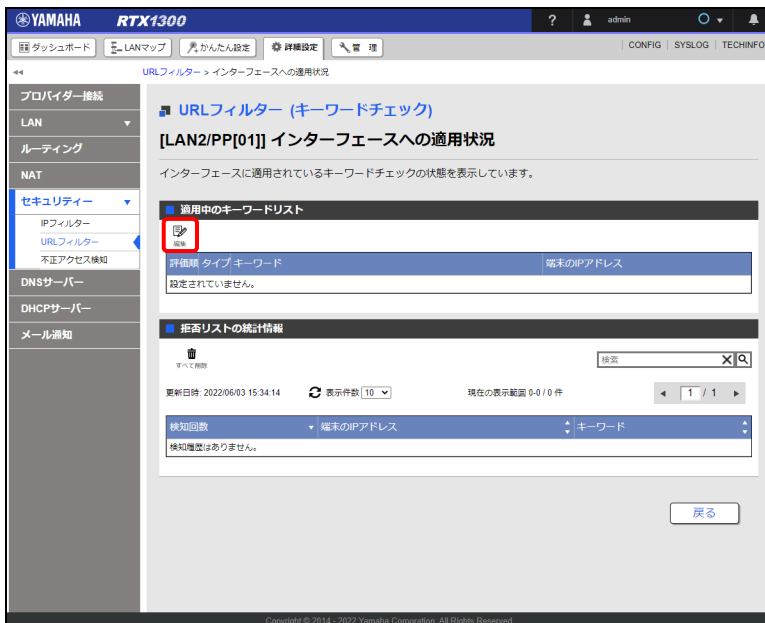 YAMAHA RTX1300 ? admin
ダッシュボード LANマップ かんたん設定 詳細設定 管 理 CONFIG SYSLOG TECHINFO
URLフィルター > インターフェースへの適用状況
プロバイダー接続
LAN
ルーティング
NAT
セキュリティー
IPフィルター
URLフィルター
不正アクセス検知
DNSサーバー
DHCPサーバー
メール通知
URLフィルター (キーワードチェック)
[LAN2/PP[01]] インターフェースへの適用状況
インターフェースに適用されているキーワードチェックの状態を表示しています。
適用中のキーワードリスト
編集
評価順 タイプ キーワード 端末のIPアドレス
設定されていません。
拒否リストの統計情報
すべて削除
検索
更新日時: 2022/06/03 15:34:14 表示件数 10 現在の表示範囲 0-0 / 0 件 1 / 1
検知回数 端末のIPアドレス キーワード
検知履歴はありません。
戻る
Copyright © 2014 - 2022 Yamaha Corporation. All Rights Reserved.